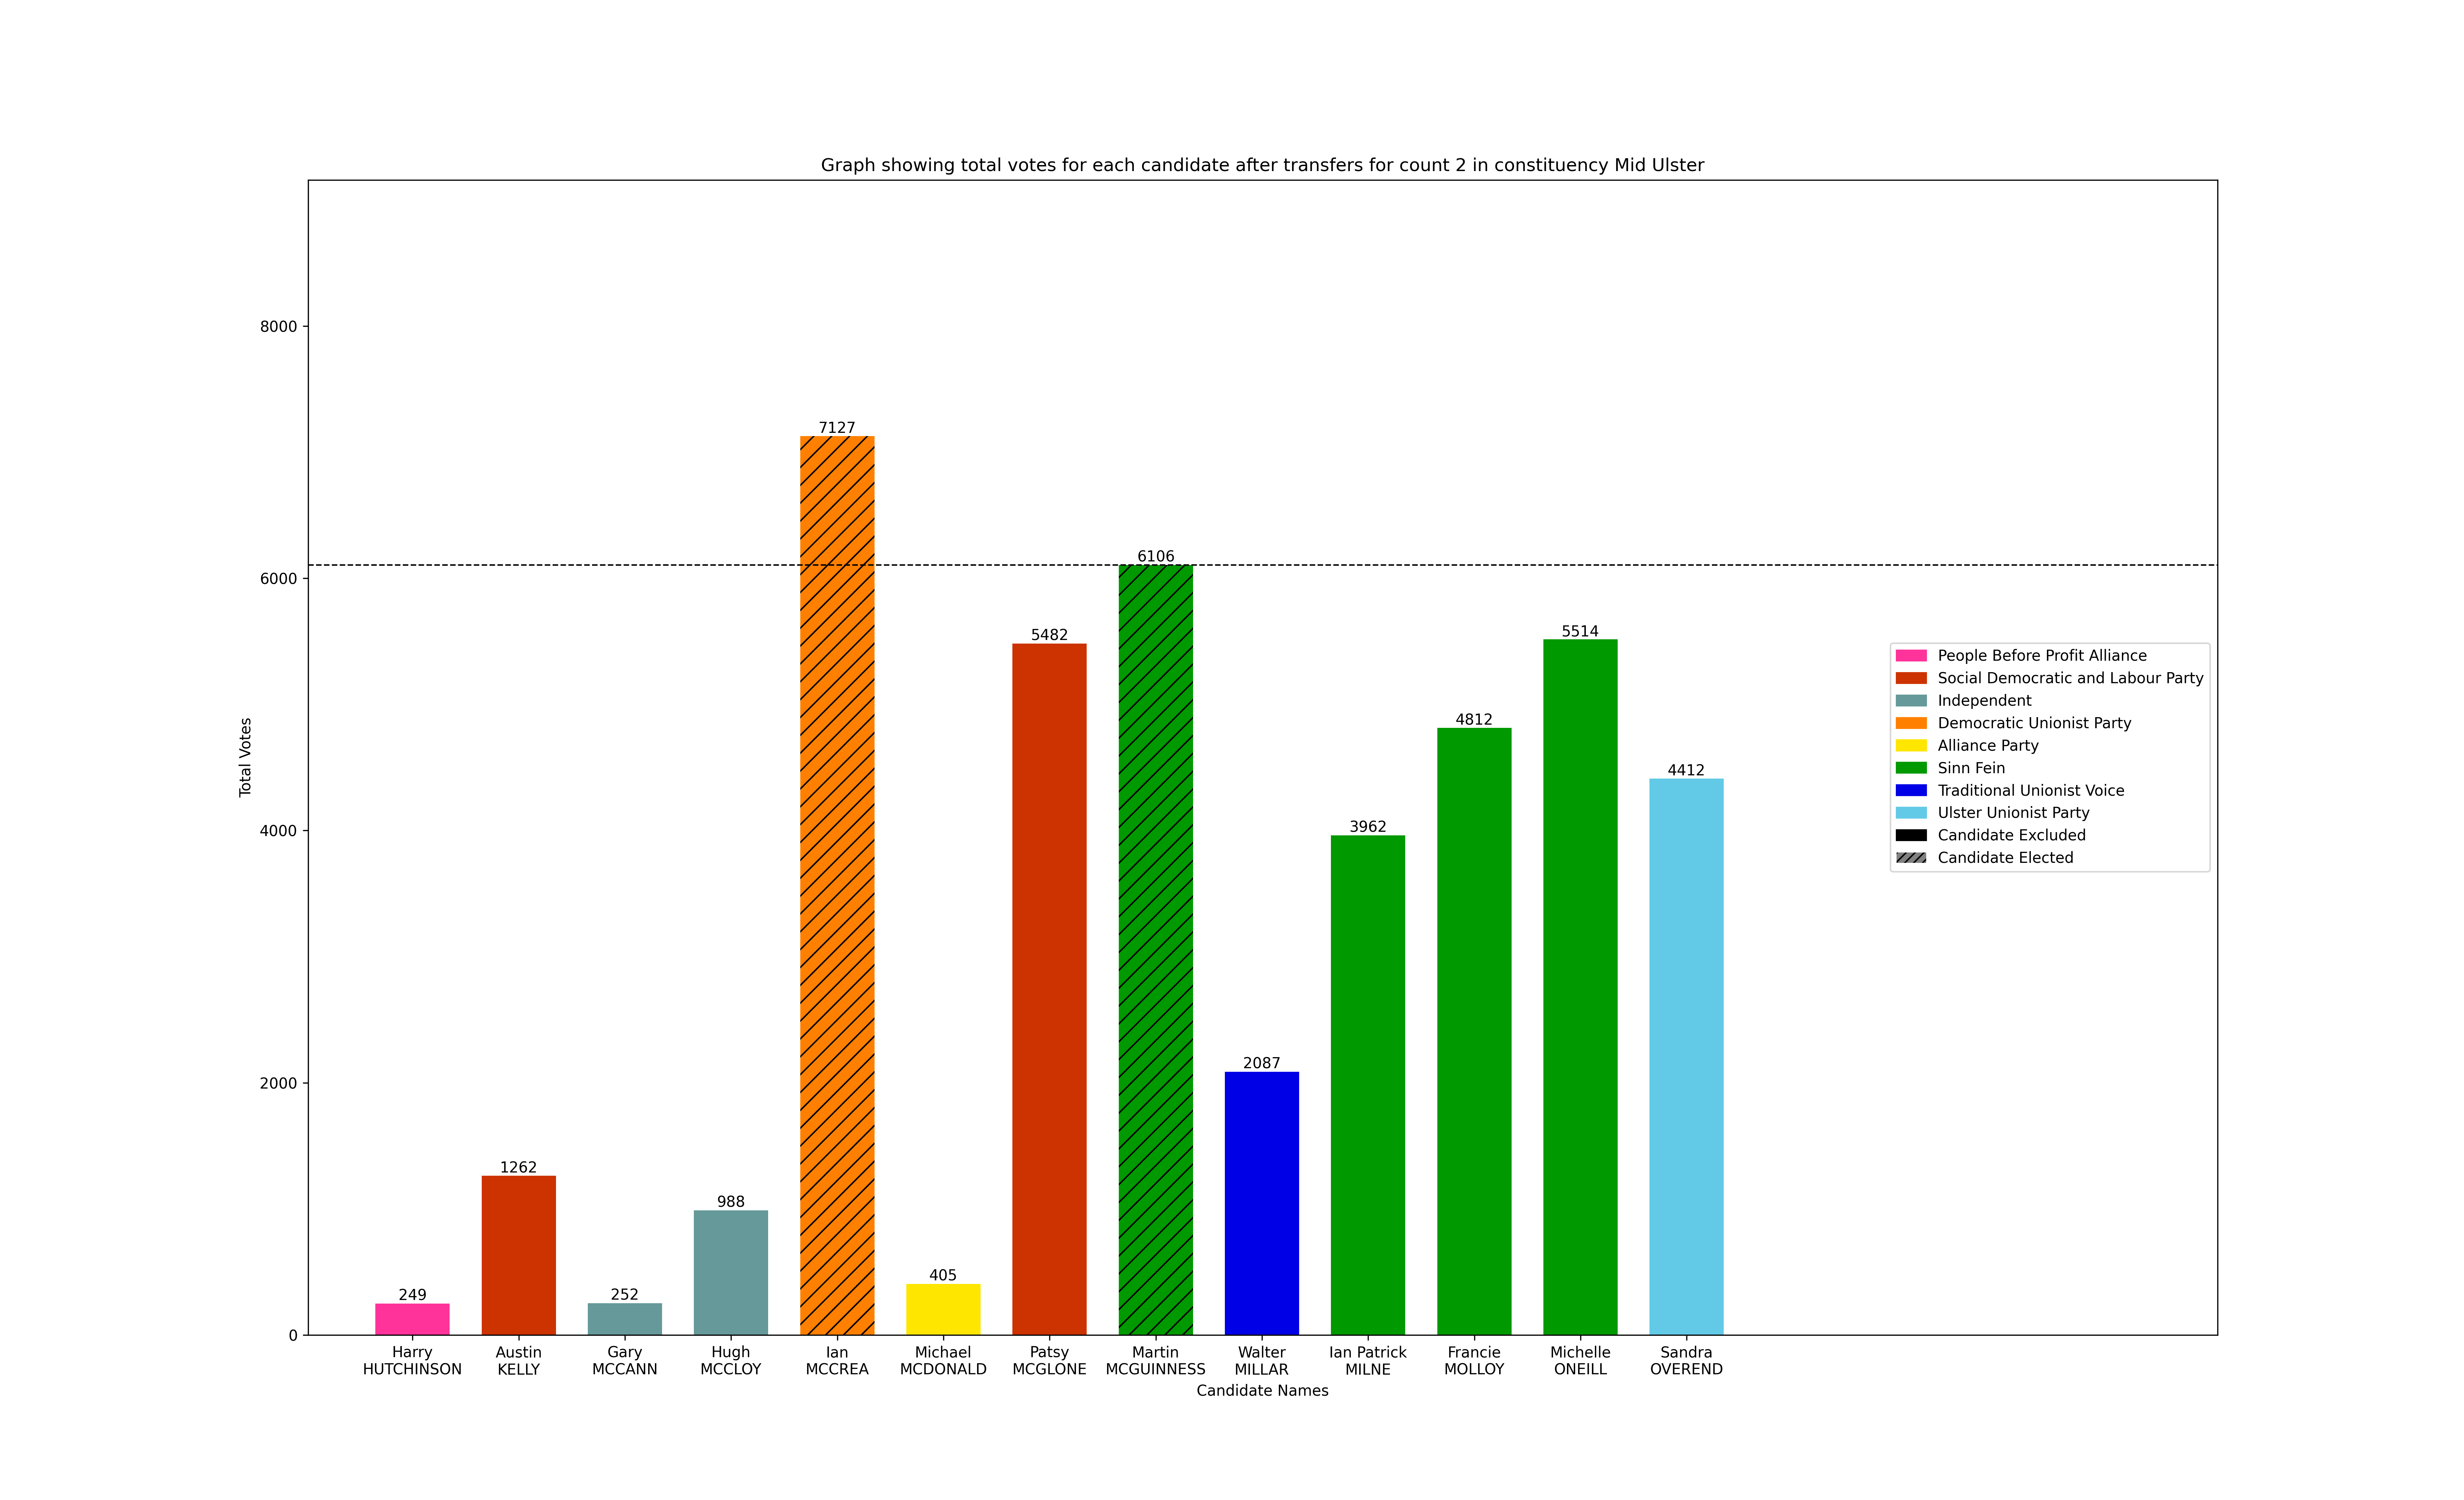 Graph showing total votes for each candidate after transfers for count 2 in constituency Mid Ulster
Total Votes
8000
6000
4000
2000
0
249
1262
252
988
7127
405
5482
6106
2087
3962
4812
5514
4412
People Before Profit Alliance
Social Democratic and Labour Party
Independent
Democratic Unionist Party
Alliance Party
Sinn Fein
Traditional Unionist Voice
Ulster Unionist Party
Candidate Excluded
Candidate Elected
Harry
HUTCHINSON
Austin
KELLY
Gary
MCCANN
Hugh
MCCLOY
Ian
MCCREA
Michael
MCDONALD
Patsy
MCGLONE
Martin
MCGUINNESS
Walter
MILLAR
Ian Patrick
MILNE
Francie
MOLLOY
Michelle
ONEILL
Sandra
OVEREND
Candidate Names